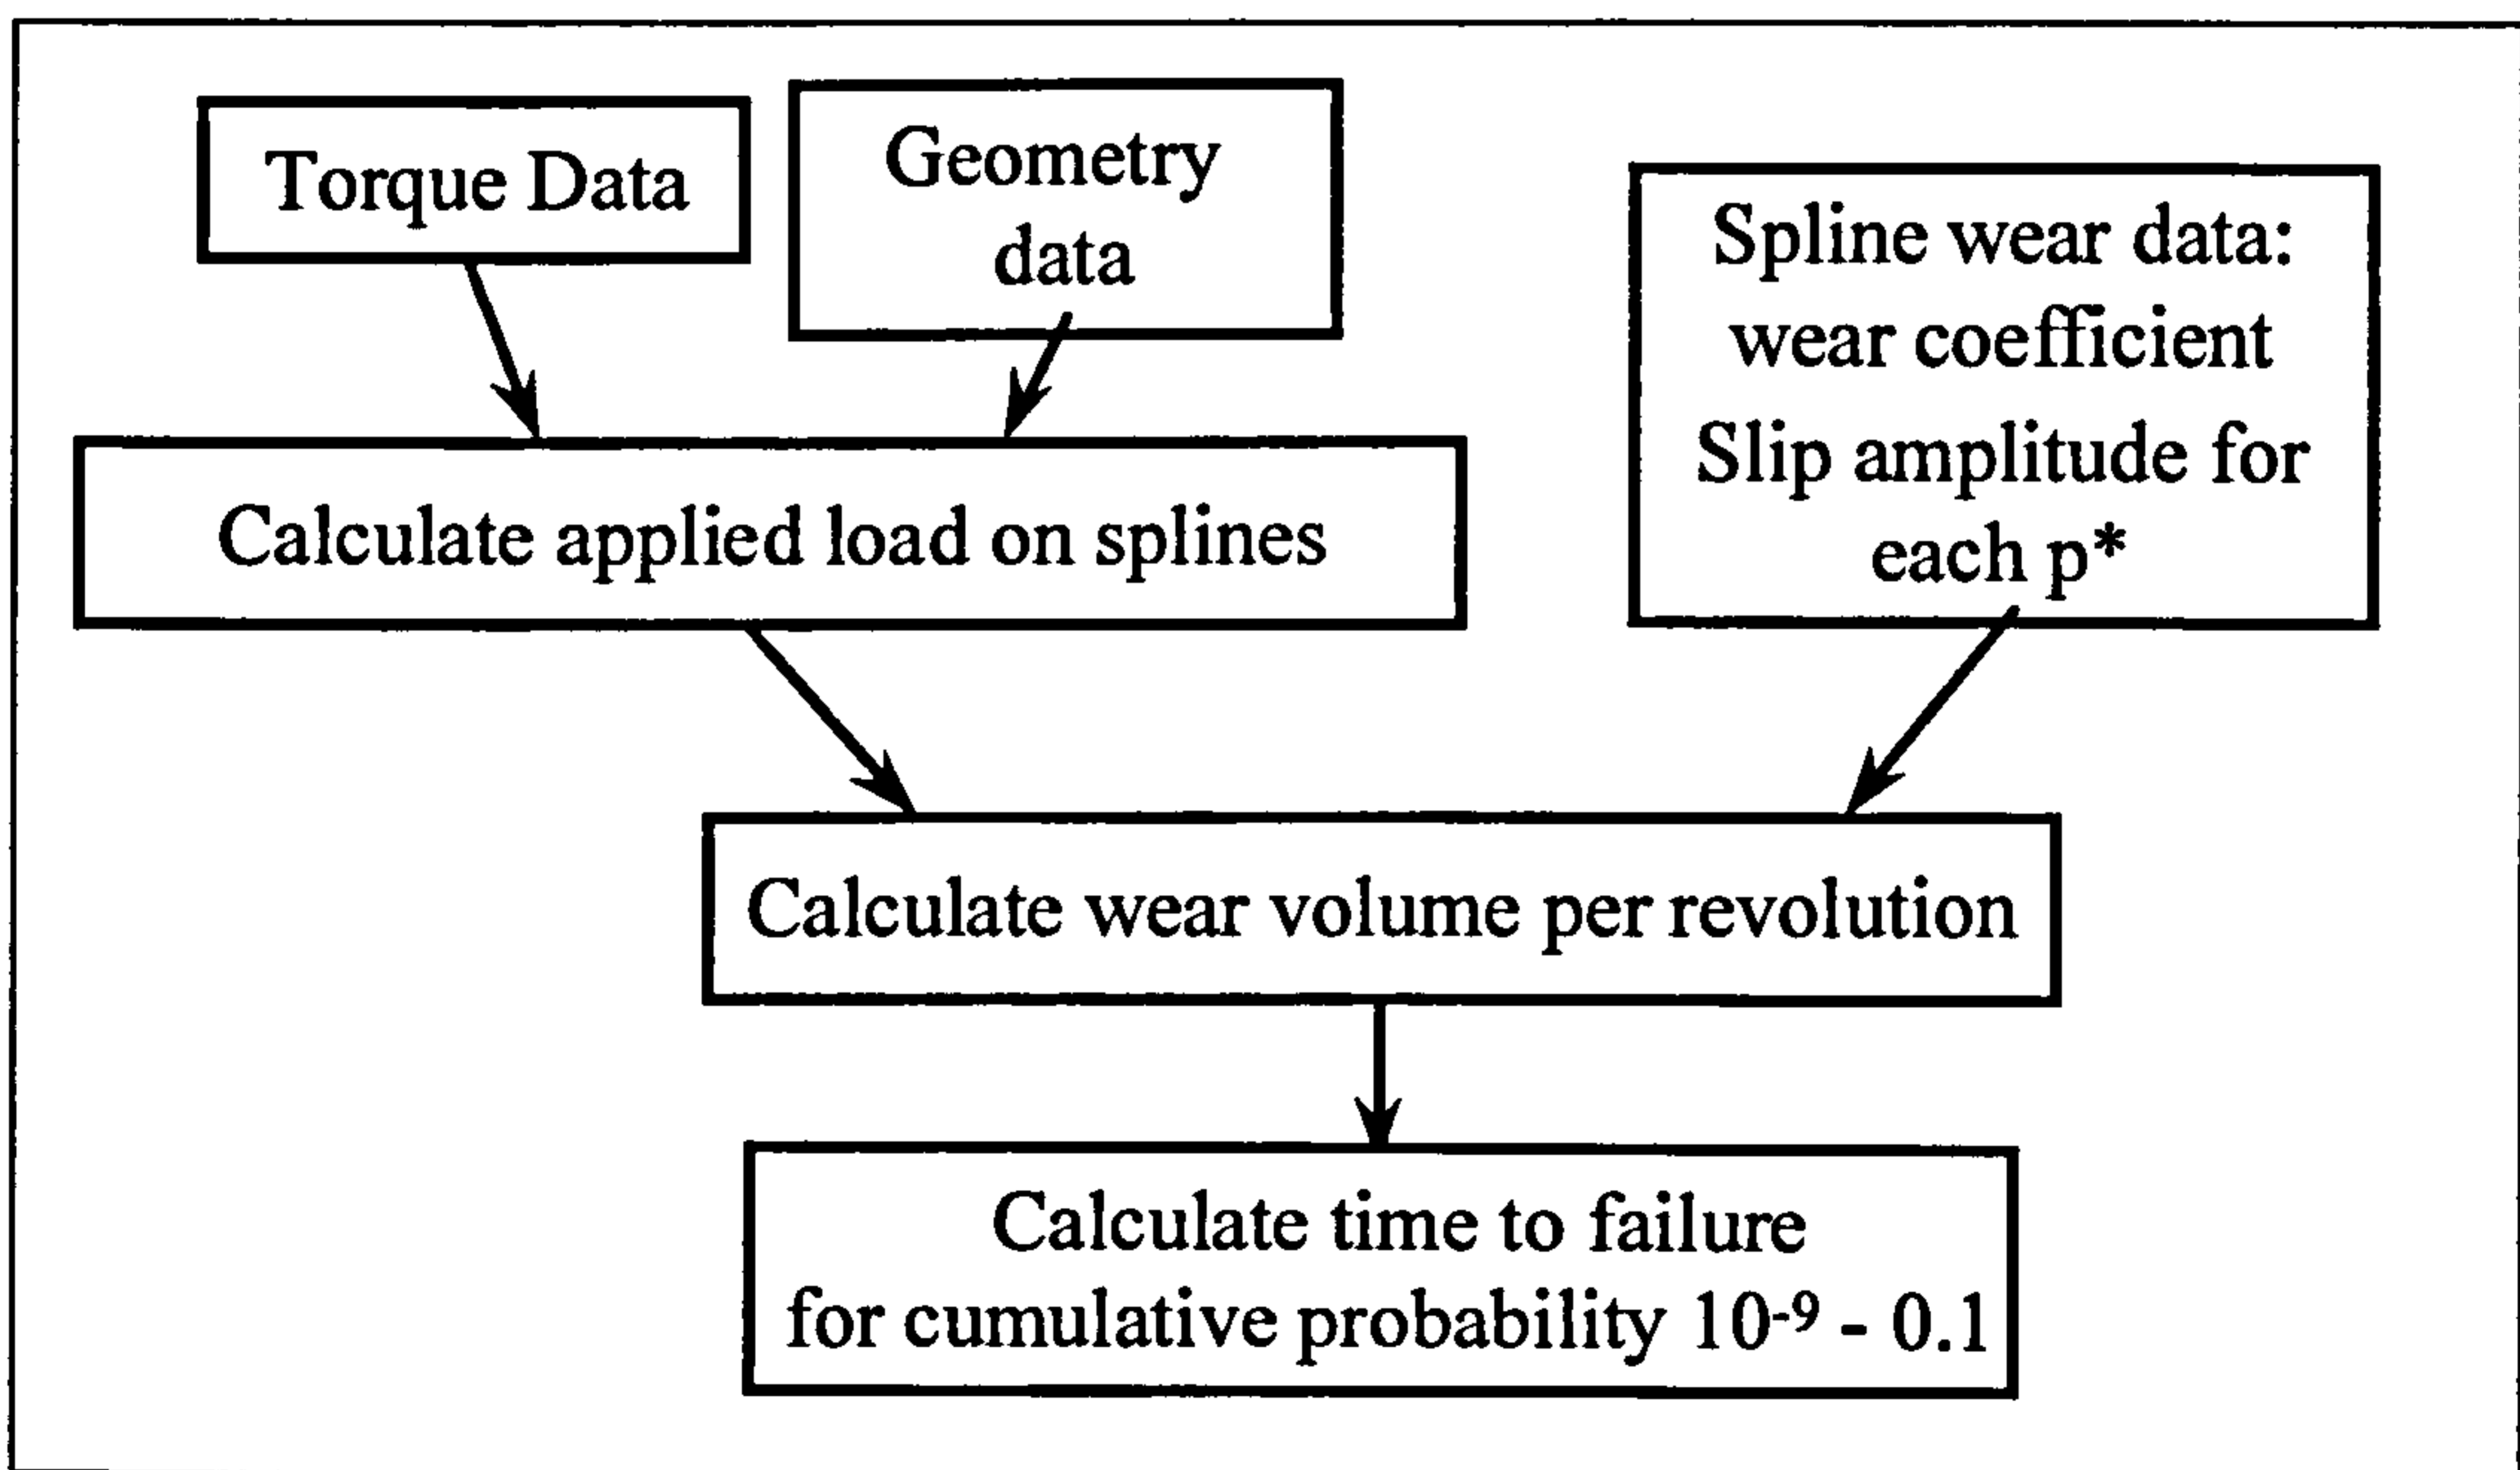 Torque Data
Geometry
data
Spline wear data:
wear coefficient
Slip amplitude for
each p*
Calculate applied load on splines
Calculate wear volume per revolution
Calculate time to failure
for cumulative probability 10⁻⁹ - 0.1